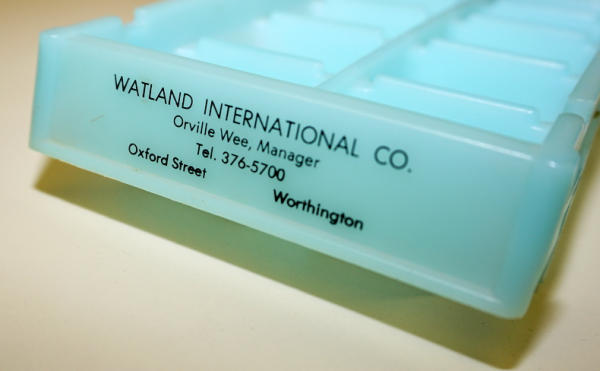 WATLAND INTERNATIONAL CO.
Orville Wee, Manager
Tel. 376-5700
Oxford Street Worthington